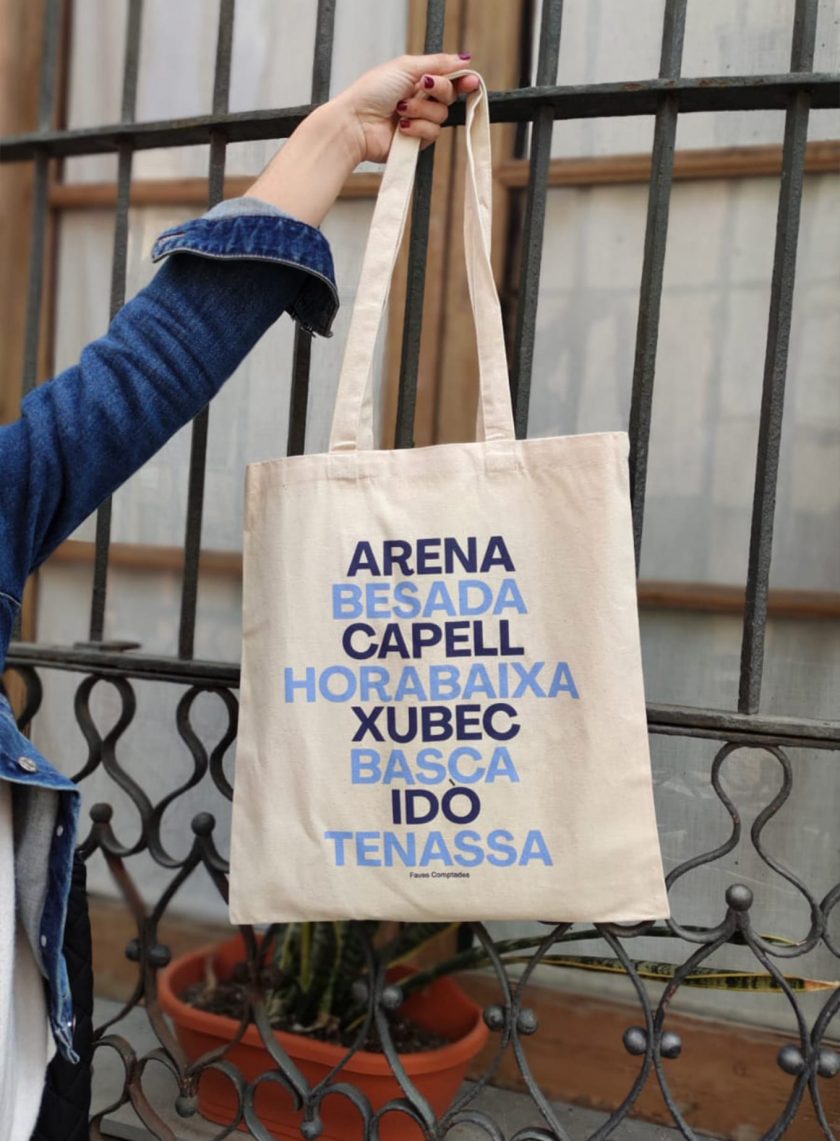 ARENA
BESADA
CAPELL
HORABAIXA
XUBEC
BASCA
IDÒ
TENASSA
Faves Comptades